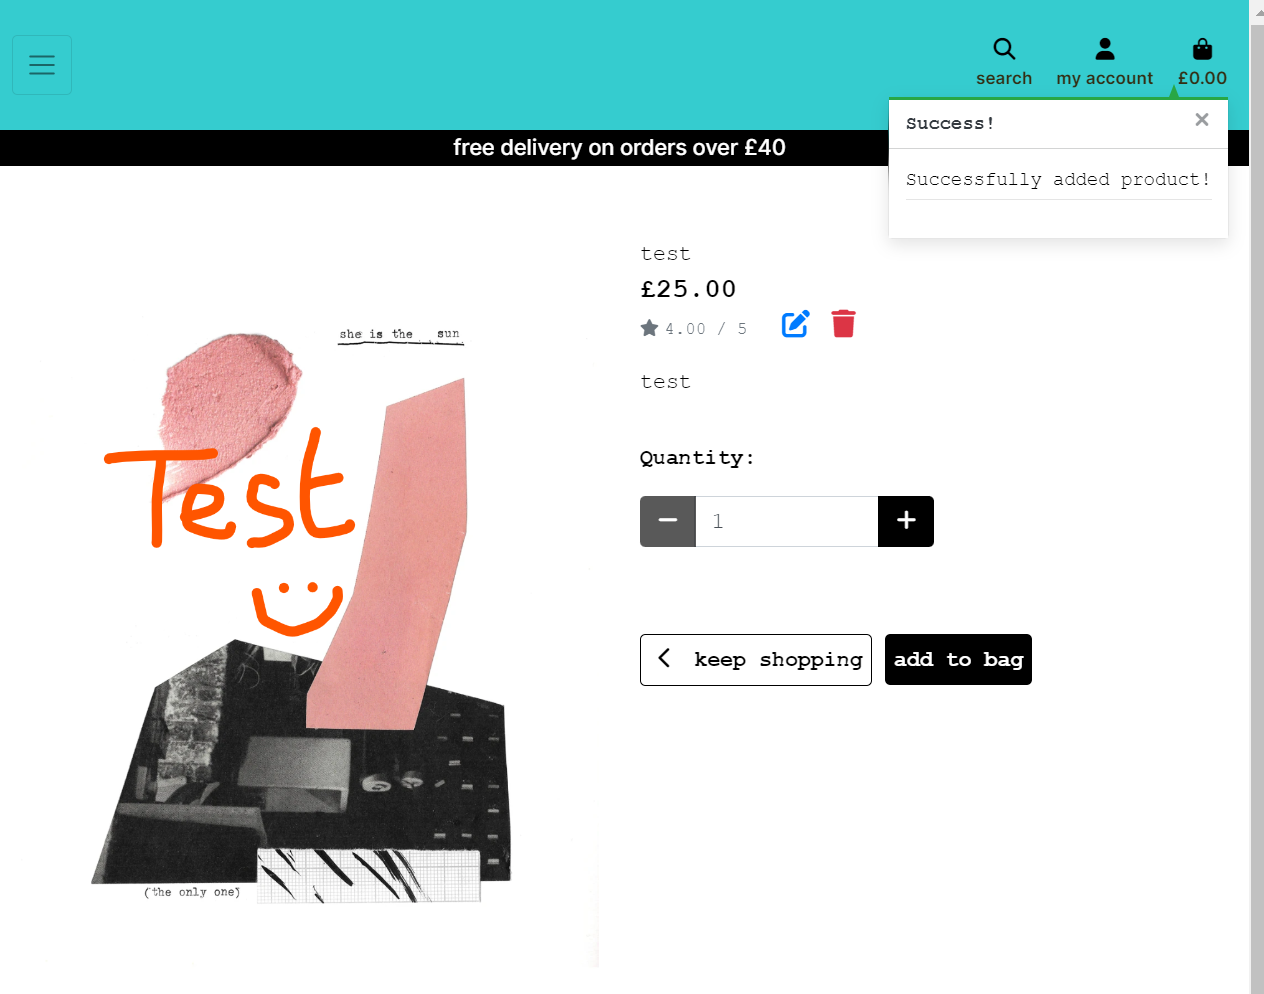 search
my account
£0.00
Success!
×
Successfully added product!
free delivery on orders over £40
test
£25.00
4.00 / 5
test
Quantity:
1
keep shopping
add to bag
she is the sun
Test
(the only one)